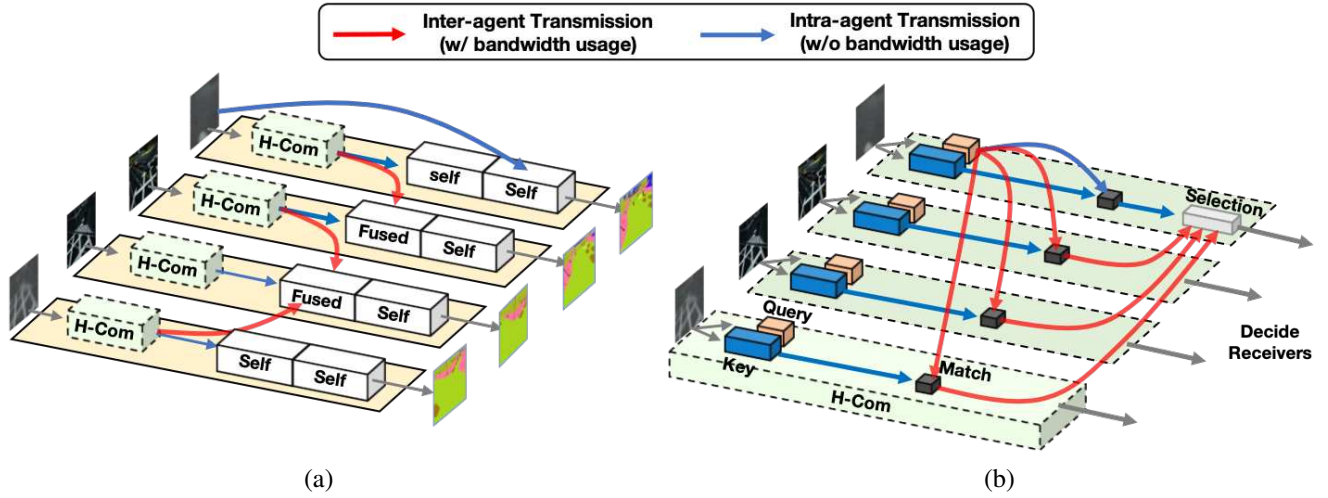 Inter-agent Transmission
(w/ bandwidth usage)
Intra-agent Transmission
(w/o bandwidth usage)
H-Com
self
Self
H-Com
Fused
Self
H-Com
Fused
Self
H-Com
Self
Self
(a)
Selection
Query
Key
Match
H-Com
Decide
Receivers
(b)